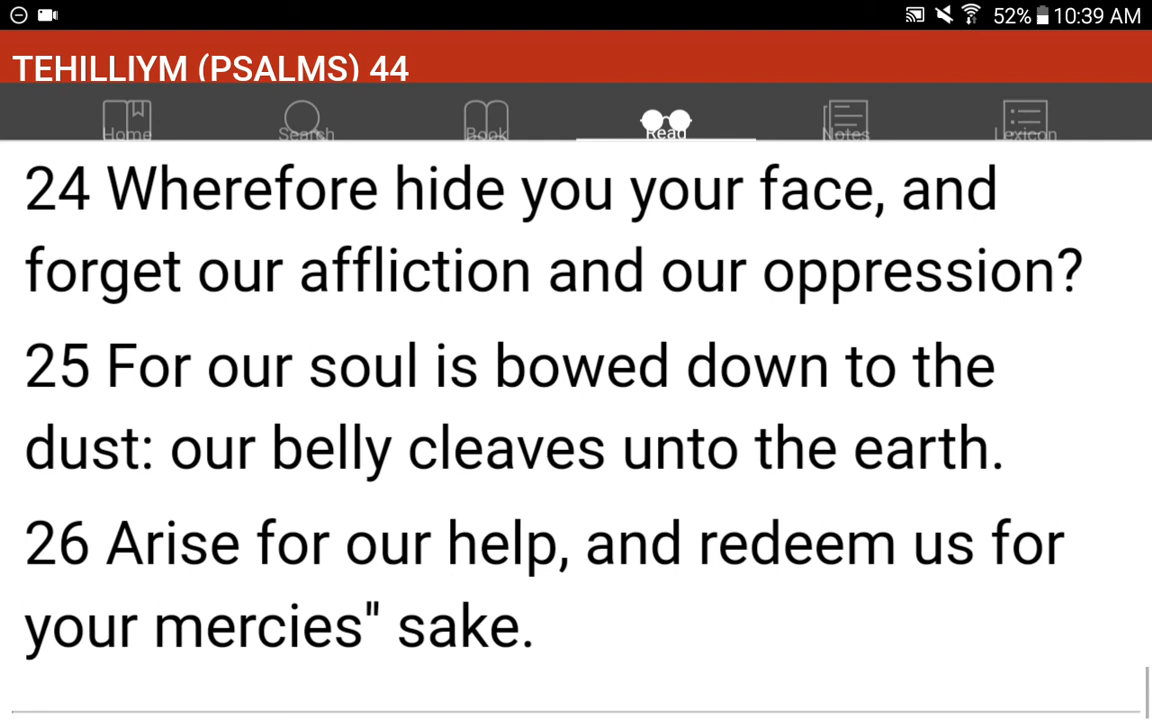 52% 10:39 AM
TEHILLIYM (PSALMS) 44
Home Search Book Read Notes Lexicon
24 Wherefore hide you your face, and
forget our affliction and our oppression?
25 For our soul is bowed down to the
dust: our belly cleaves unto the earth.
26 Arise for our help, and redeem us for
your mercies" sake.